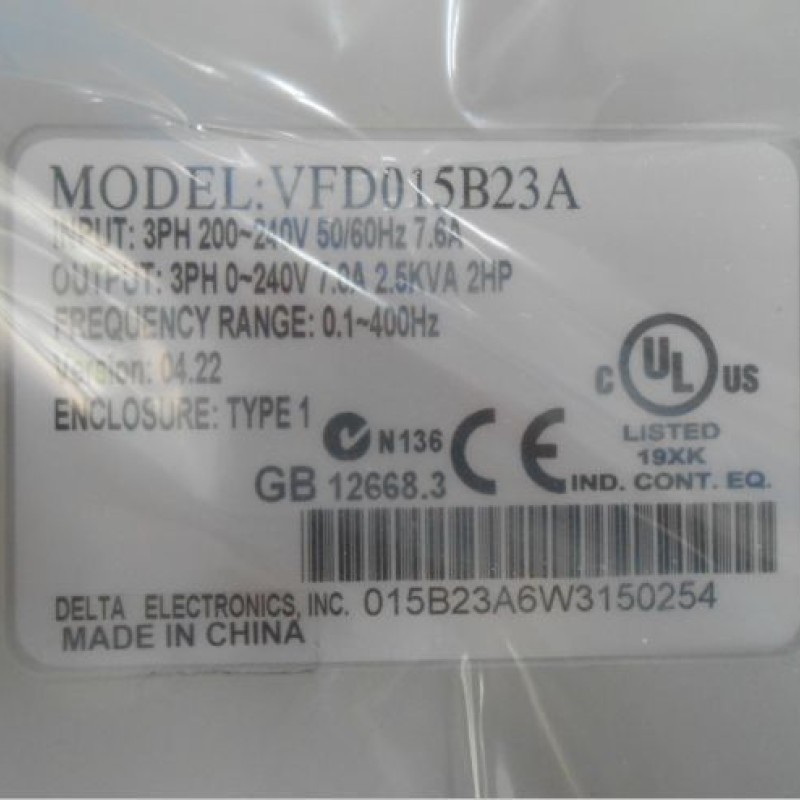 MODEL:VFD015B23A
INPUT: 3PH 200~240V 50/60Hz 7.6A
OUTPUT: 3PH 0~240V 7.0A 2.5KVA 2HP
FREQUENCY RANGE: 0.1~400Hz
Version: 04.22
ENCLOSURE: TYPE 1
N136
C UL US
LISTED
19XK
IND. CONT. EQ.
GB 12668.3
CE
DELTA ELECTRONICS, INC. 015B23A6W3150254
MADE IN CHINA